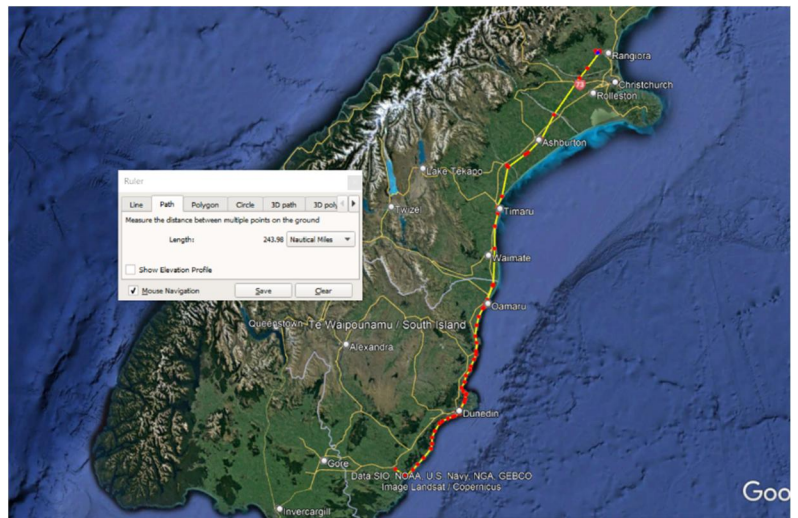 Rangiora
Christchurch
73
Rolleston
Ashburton
Lake Tekapo
Ruler
Line Path Polygon Circle 3D path 3D poly
Measure the distance between multiple points on the ground
Length: 243.98 Nautical Miles
Show Elevation Profile
Mouse Navigation Save Clear
Twizel
Timaru
Waimate
Oamaru
Queenstown Te Waipounamu / South Island
Alexandra
Dunedin
Gore
Data SIO, NOAA, U.S. Navy, NGA, GEBCO
Image Landsat / Copernicus
Goo
Invercargill